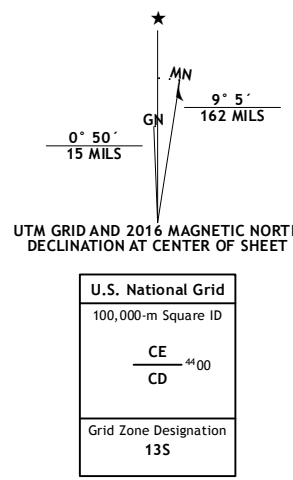 ★
MN
GN
9° 5´
162 MILS
0° 50´
15 MILS
UTM GRID AND 2016 MAGNETIC NORTH
DECLINATION AT CENTER OF SHEET
U.S. National Grid
100,000-m Square ID
CE
4400
CD
Grid Zone Designation
13S